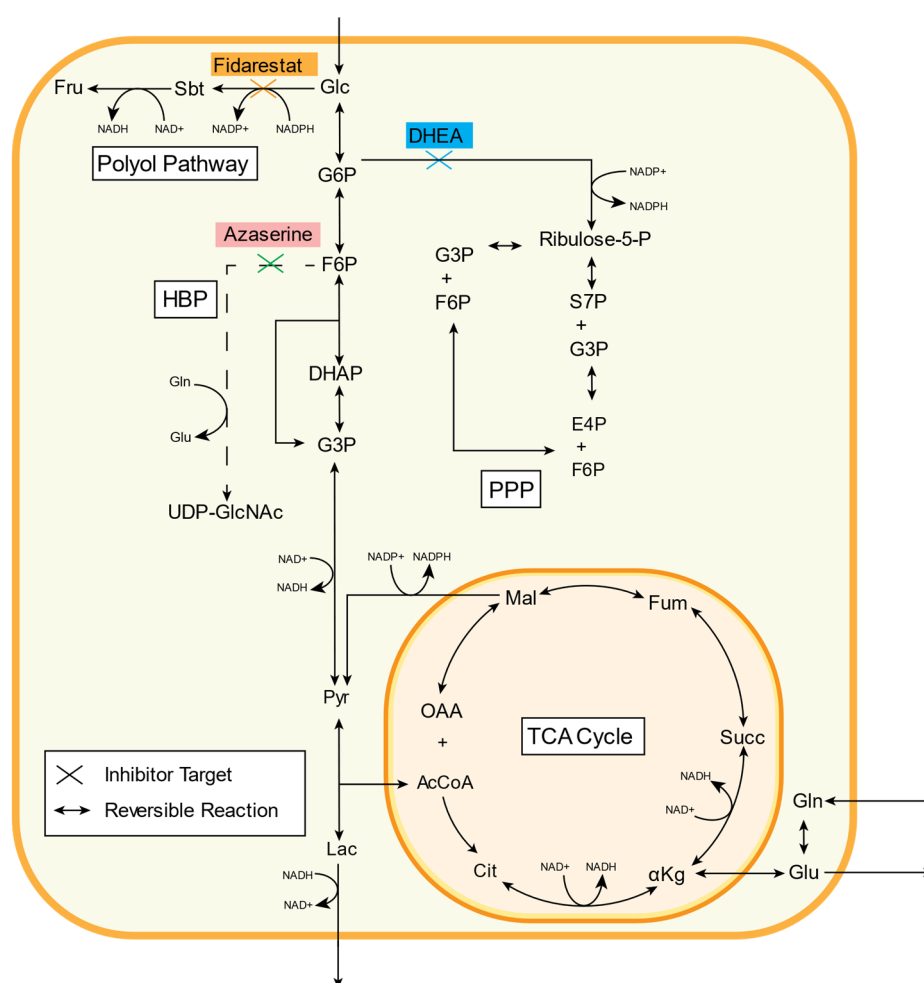 Fidarestat
Fru
Sbt
Glc
NADH
NAD+
NADP+
NADPH
Polyol Pathway
DHEA
G6P
NADP+
NADPH
Azaserine
F6P
Ribulose-5-P
G3P
+
F6P
HBP
S7P
+
G3P
DHAP
Gln
Glu
G3P
E4P
+
F6P
PPP
UDP-GlcNAc
NAD+
NADH
NADP+
NADPH
Mal
Fum
Pyr
OAA
+
AcCoA
TCA Cycle
Succ
NADH
NAD+
Inhibitor Target
Reversible Reaction
Gln
Glu
Lac
Cit
NAD+
NADH
αKg
NADH
NAD+